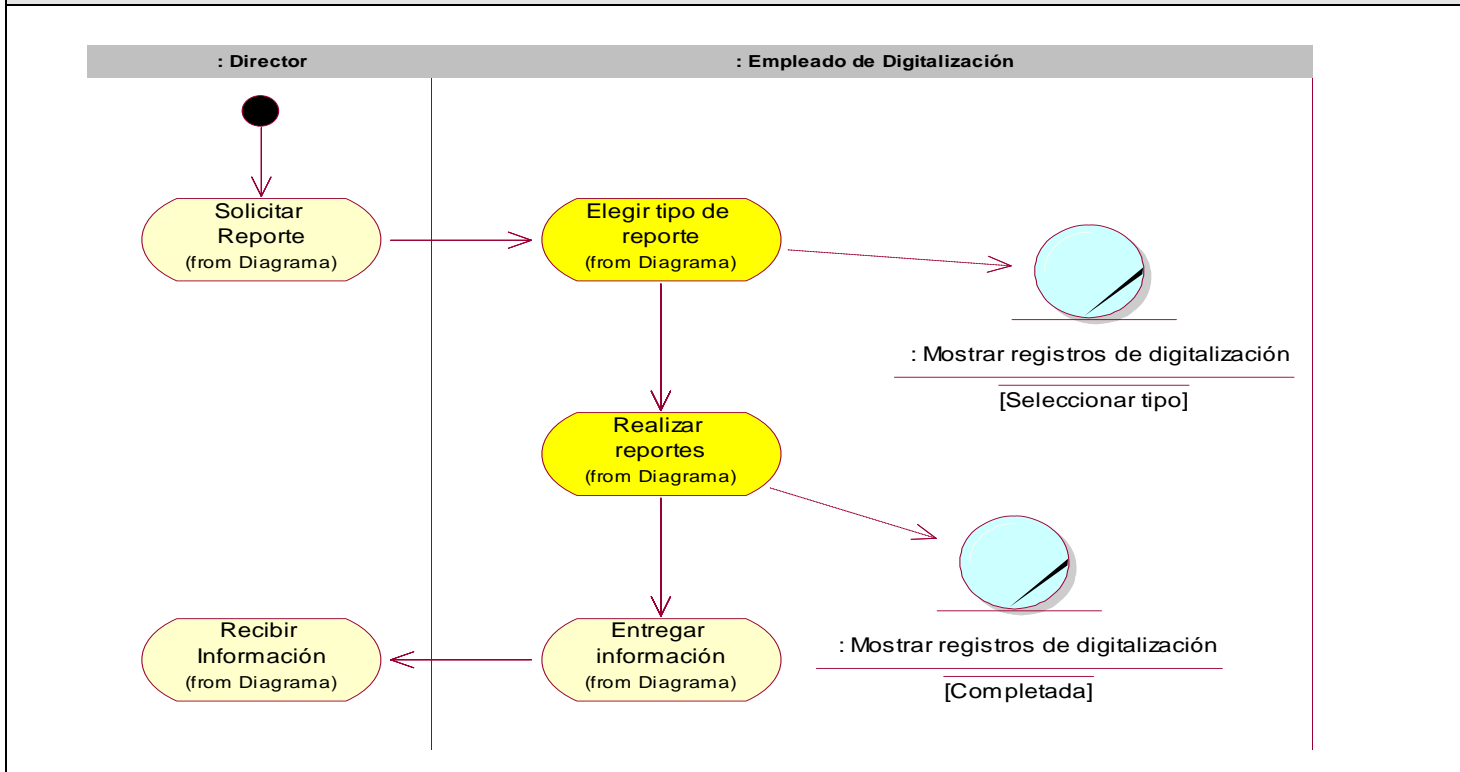 : Director
: Empleado de Digitalización
Solicitar
Reporte
(from Diagrama)
Elegir tipo de
reporte
(from Diagrama)
: Mostrar registros de digitalización
[Seleccionar tipo]
Realizar
reportes
(from Diagrama)
Recibir
Información
(from Diagrama)
Entregar
información
(from Diagrama)
: Mostrar registros de digitalización
[Completada]